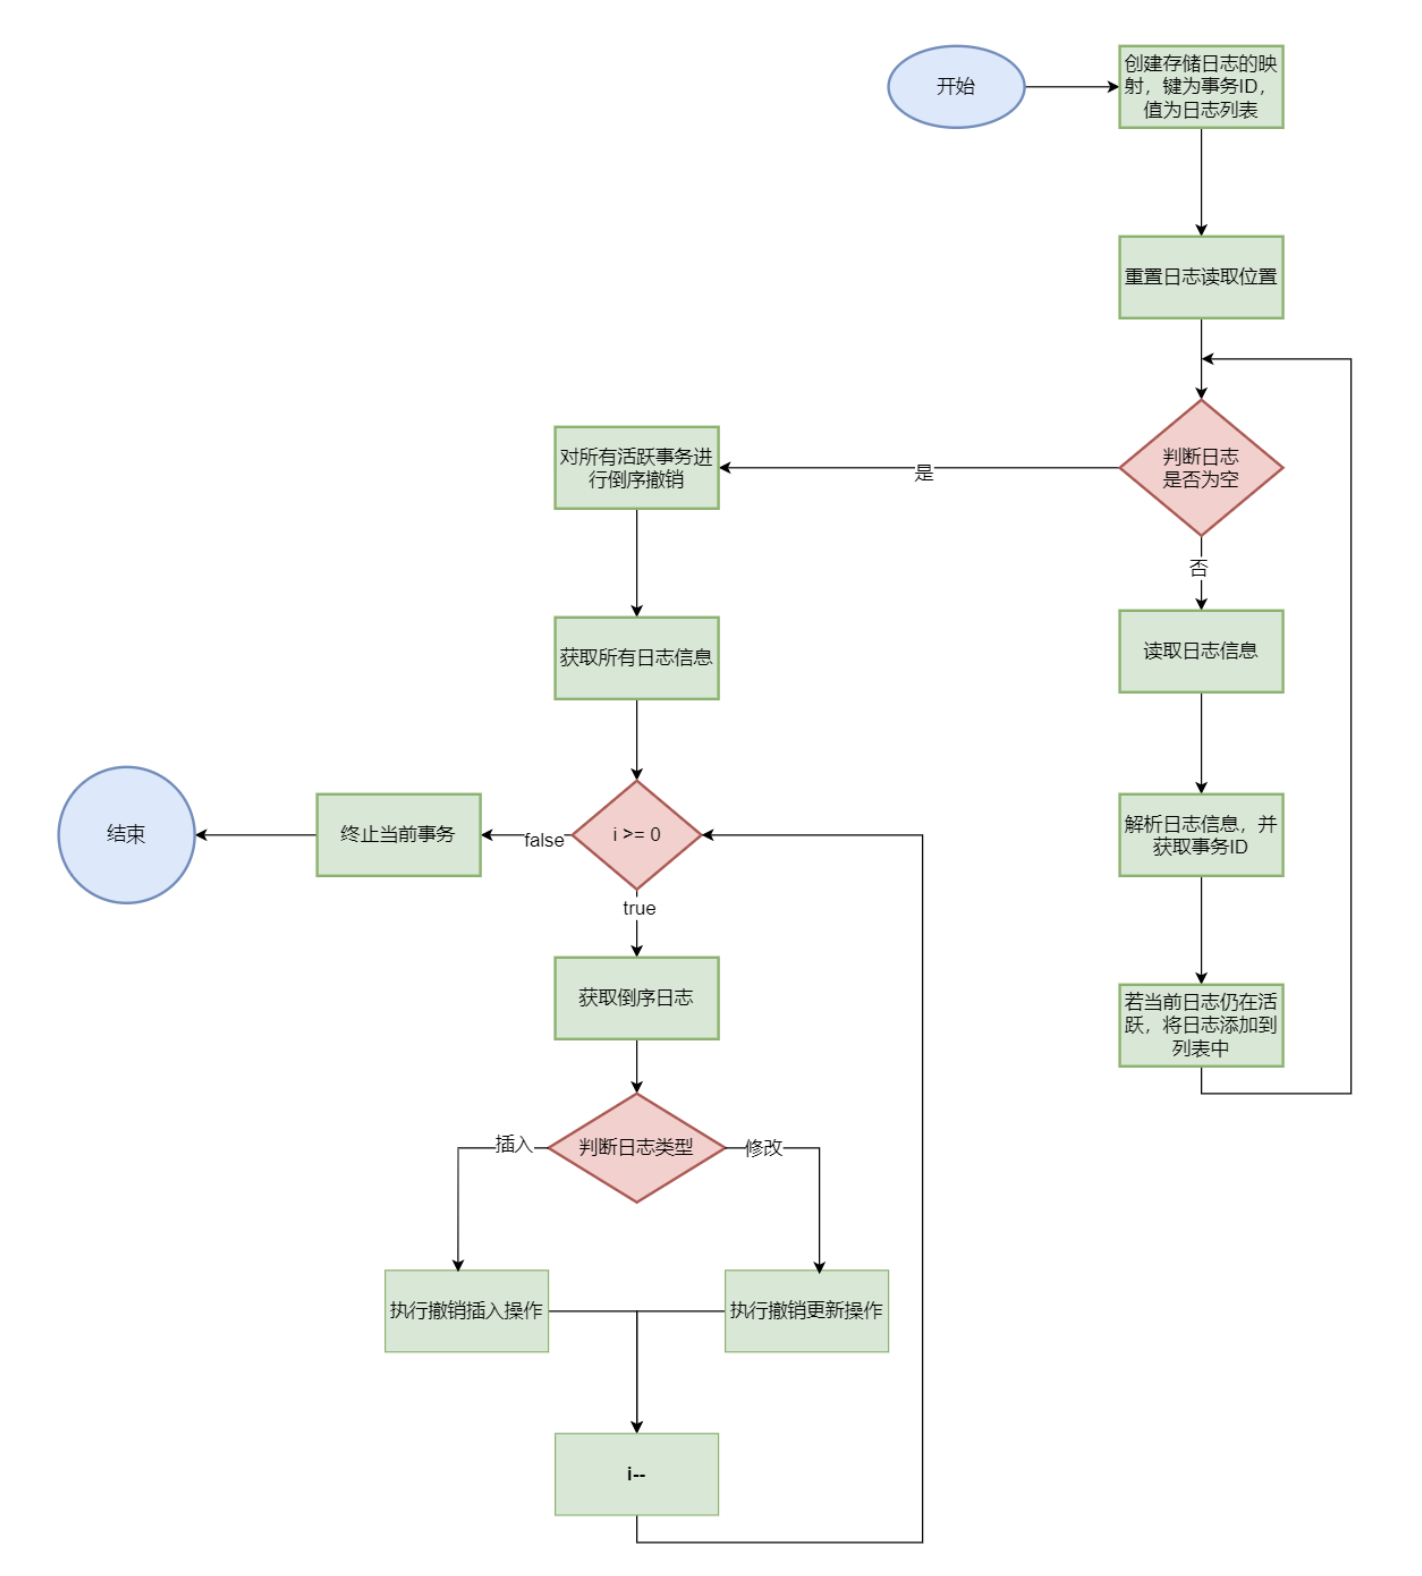 开始
创建存储日志的映
射，键为事务ID，
值为日志列表
重置日志读取位置
判断日志
是否为空
是
否
对所有活跃事务进
行倒序撤销
获取所有日志信息
读取日志信息
解析日志信息，并
获取事务ID
若当前日志仍在活
跃，将日志添加到
列表中
i >= 0
false
true
终止当前事务
结束
获取倒序日志
判断日志类型
插入
修改
执行撤销插入操作
执行撤销更新操作
i--